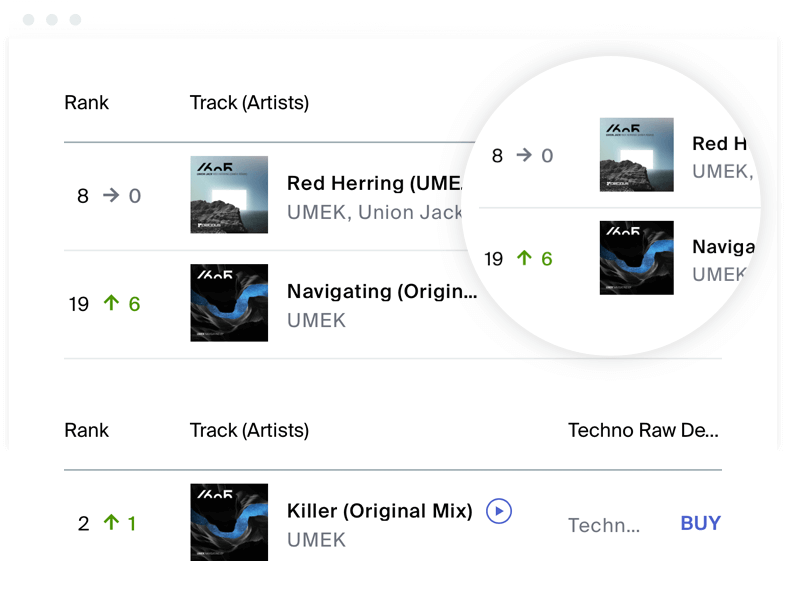 Rank Track (Artists)
8 → 0 Red Herring (UME.
UMEK, Union Jack
19 ↑ 6 Navigating (Origin...
UMEK
8 → 0 Red H
UMEK,
19 ↑ 6 Naviga
UMEK
Rank Track (Artists) Techno Raw De...
2 ↑ 1 Killer (Original Mix) Techn... BUY
UMEK